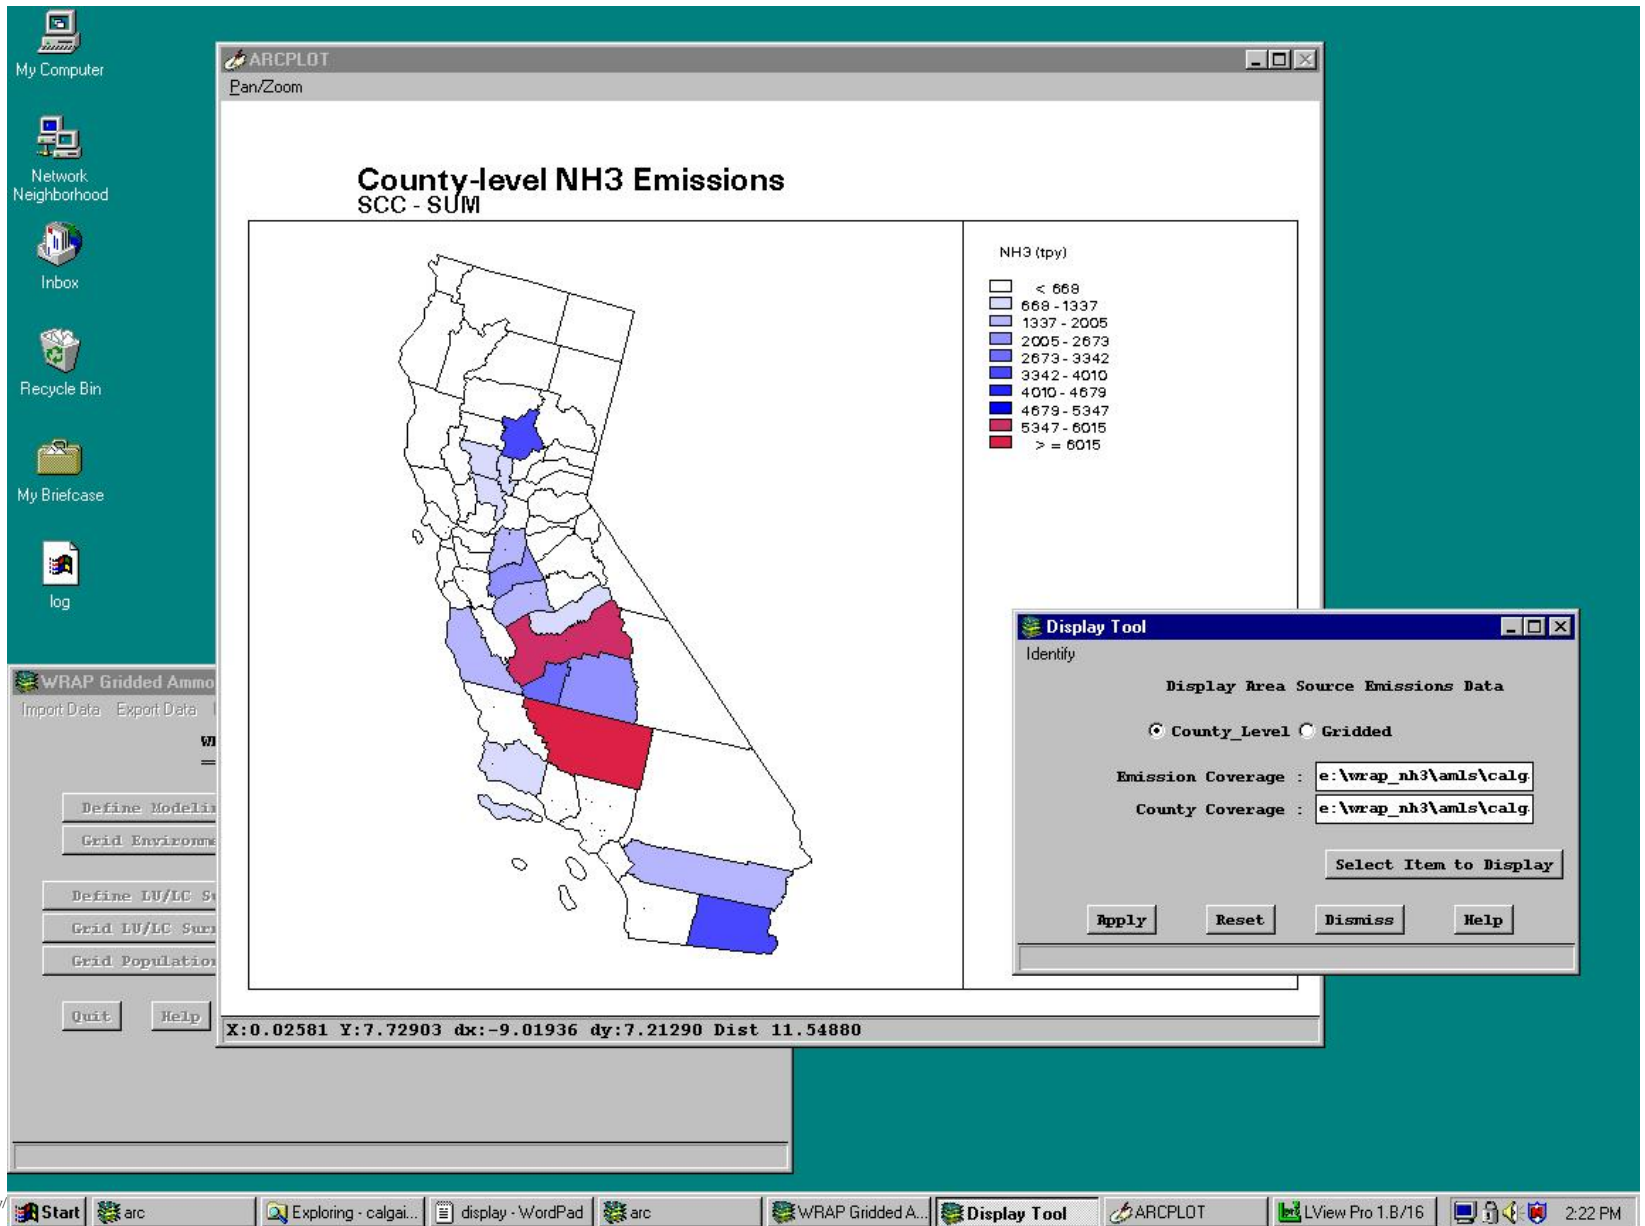 My Computer
Network
Neighborhood
Inbox
Recycle Bin
My Briefcase
log
ARCPLOT
Pan/Zoom
County-level NH3 Emissions
SCC - SUM
NH3 (tpy)
< 668
668 - 1337
1337 - 2005
2005 - 2673
2673 - 3342
3342 - 4010
4010 - 4679
4679 - 5347
5347 - 6015
> = 6015
X:0.02581 Y:7.72903 dx:-9.01936 dy:7.21290 Dist 11.54880
Display Tool
Identify
Display Area Source Emissions Data
County_Level Gridded
Emission Coverage : e:\wrap_nh3\amls\calg
County Coverage : e:\wrap_nh3\amls\calg
Select Item to Display
Apply Reset Dismiss Help
WRAP Gridded Ammo
Import Data Export Data
Define Modelin
Grid Environme
Define LU/LC Su
Grid LU/LC Surr
Grid Population
Quit Help
Start arc Exploring - calgai... display - WordPad arc WRAP Gridded A... Display Tool ARCPLOT LView Pro 1.B/16 2:22 PM